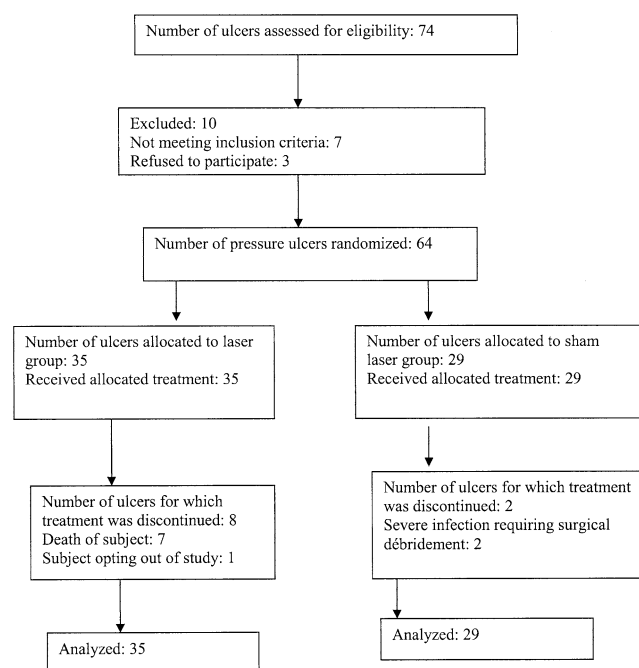 Number of ulcers assessed for eligibility: 74
Excluded: 10
Not meeting inclusion criteria: 7
Refused to participate: 3
Number of pressure ulcers randomized: 64
Number of ulcers allocated to laser
group: 35
Received allocated treatment: 35
Number of ulcers allocated to sham
laser group: 29
Received allocated treatment: 29
Number of ulcers for which
treatment was discontinued: 8
Death of subject: 7
Subject opting out of study: 1
Number of ulcers for which treatment
was discontinued: 2
Severe infection requiring surgical
débridement: 2
Analyzed: 35
Analyzed: 29